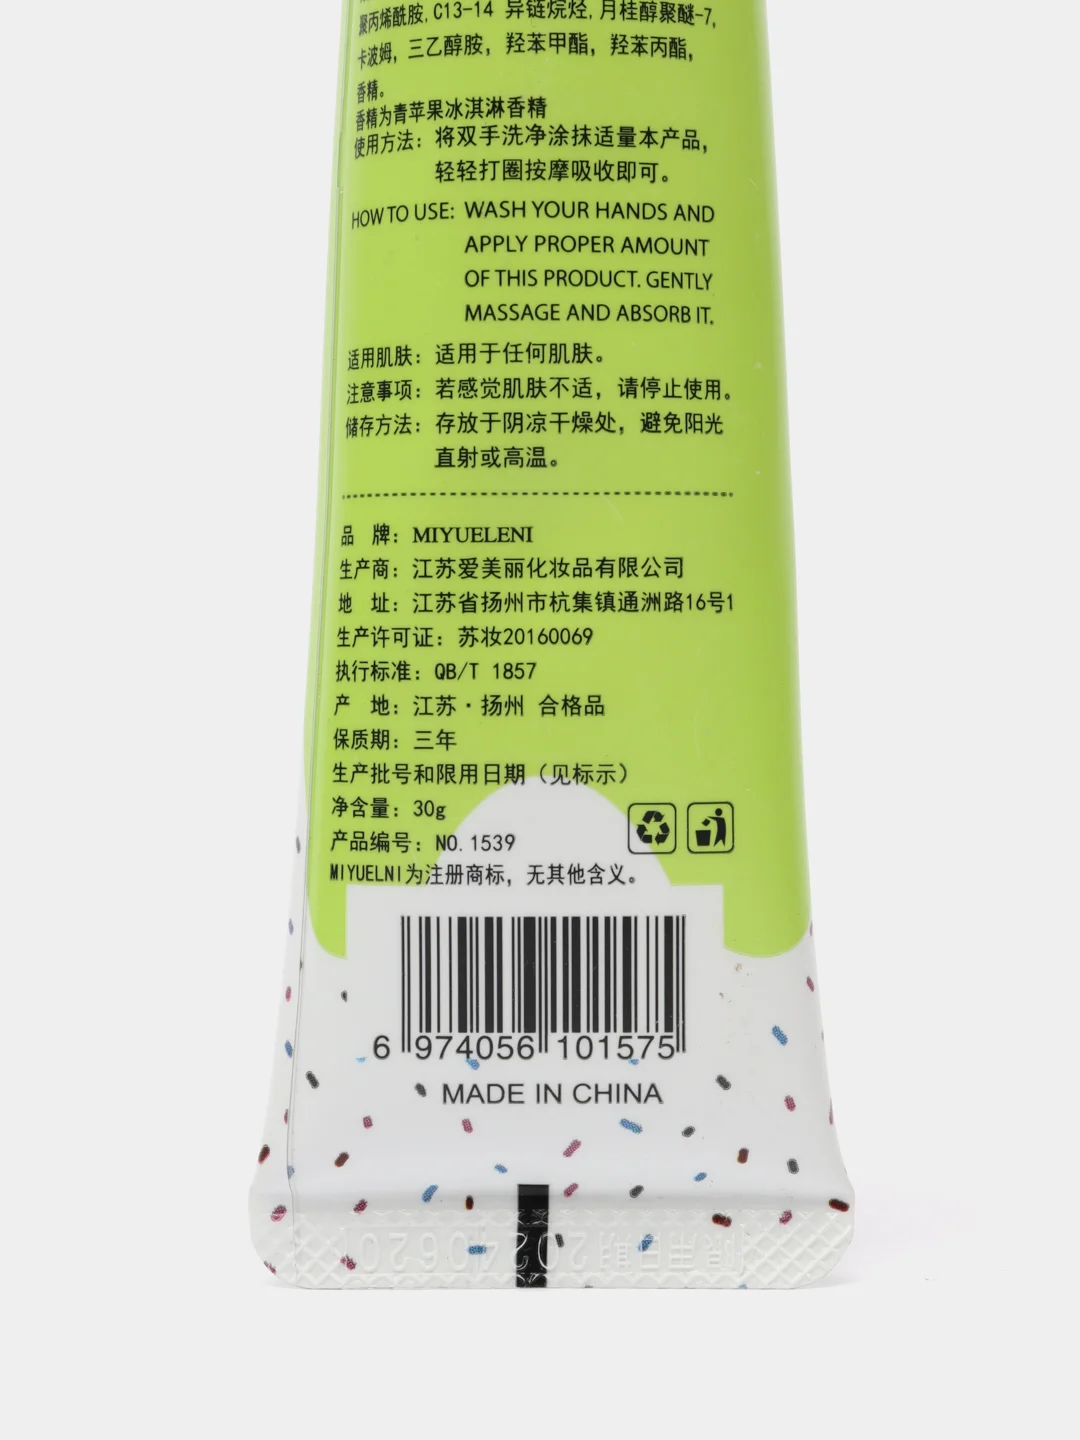 聚丙烯酰胺, C13-14 异链烷烃, 月桂醇聚醚-7,
卡波姆, 三乙醇胺, 羟苯甲酯, 羟苯丙酯,
香精。
香精为青苹果冰淇淋香精
使用方法: 将双手洗净涂抹适量本产品,
轻轻打圈按摩吸收即可。
HOW TO USE: WASH YOUR HANDS AND
APPLY PROPER AMOUNT
OF THIS PRODUCT. GENTLY
MASSAGE AND ABSORB IT.
适用肌肤: 适用于任何肌肤。
注意事项: 若感觉肌肤不适, 请停止使用。
储存方法: 存放于阴凉干燥处, 避免阳光
直射或高温。
品 牌: MIYUELENI
生产商: 江苏爱美丽化妆品有限公司
地 址: 江苏省扬州市杭集镇通洲路16号1
生产许可证: 苏妆20160069
执行标准: QB/T 1857
产 地: 江苏·扬州 合格品
保质期: 三年
生产批号和限用日期（见标示）
净含量: 30g
产品编号: NO.1539
MIYUELNI为注册商标, 无其他含义。
6 974056 101575
MADE IN CHINA